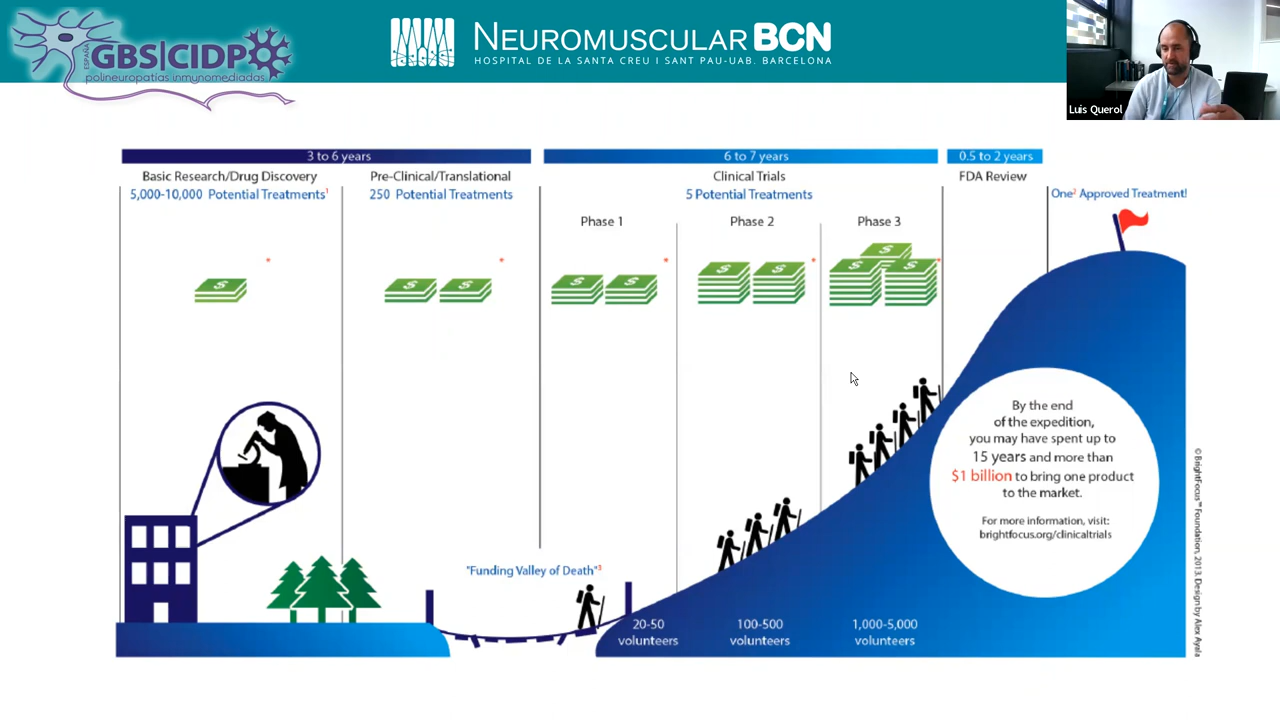 ESPAÑA
GBS|CIDP
polineuropatías inmunomediadas
NEUROMUSCULAR BCN
HOSPITAL DE LA SANTA CREU I SANT PAU-UAB. BARCELONA
Luis Querol
3 to 6 years
6 to 7 years
0.5 to 2 years
Basic Research/Drug Discovery
5,000-10,000 Potential Treatments¹
Pre-Clinical/Translational
250 Potential Treatments
Clinical Trials
5 Potential Treatments
FDA Review
One² Approved Treatment!
Phase 1
Phase 2
Phase 3
$
$ $
$ $
$ $
$ $ $
* * * * *
By the end
of the expedition,
you may have spent up to
15 years and more than
$1 billion to bring one product
to the market.
For more information, visit:
brightfocus.org/clinicaltrials
"Funding Valley of Death"³
20-50
volunteers
100-500
volunteers
1,000-5,000
volunteers
©BrightFocus™ Foundation, 2013. Design by Alex Ayala